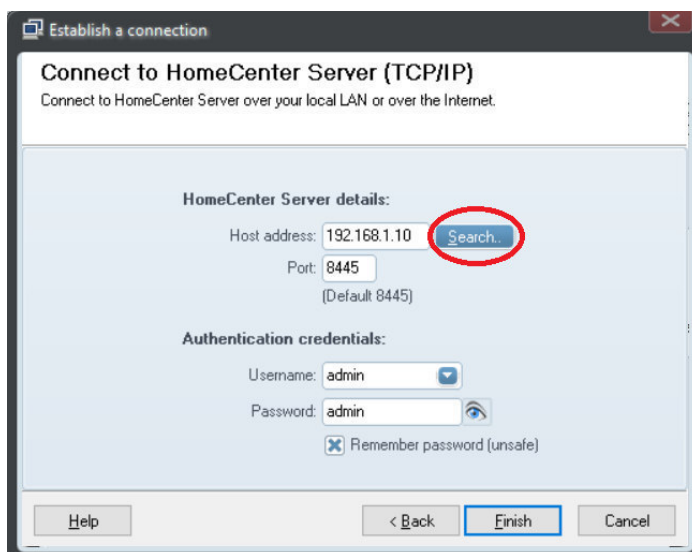 Establish a connection
Connect to HomeCenter Server (TCP/IP)
Connect to HomeCenter Server over your local LAN or over the Internet.
HomeCenter Server details:
Host address: 192.168.1.10 Search..
Port: 8445
(Default 8445)
Authentication credentials:
Username: admin
Password: admin
Remember password (unsafe)
Help < Back Finish Cancel